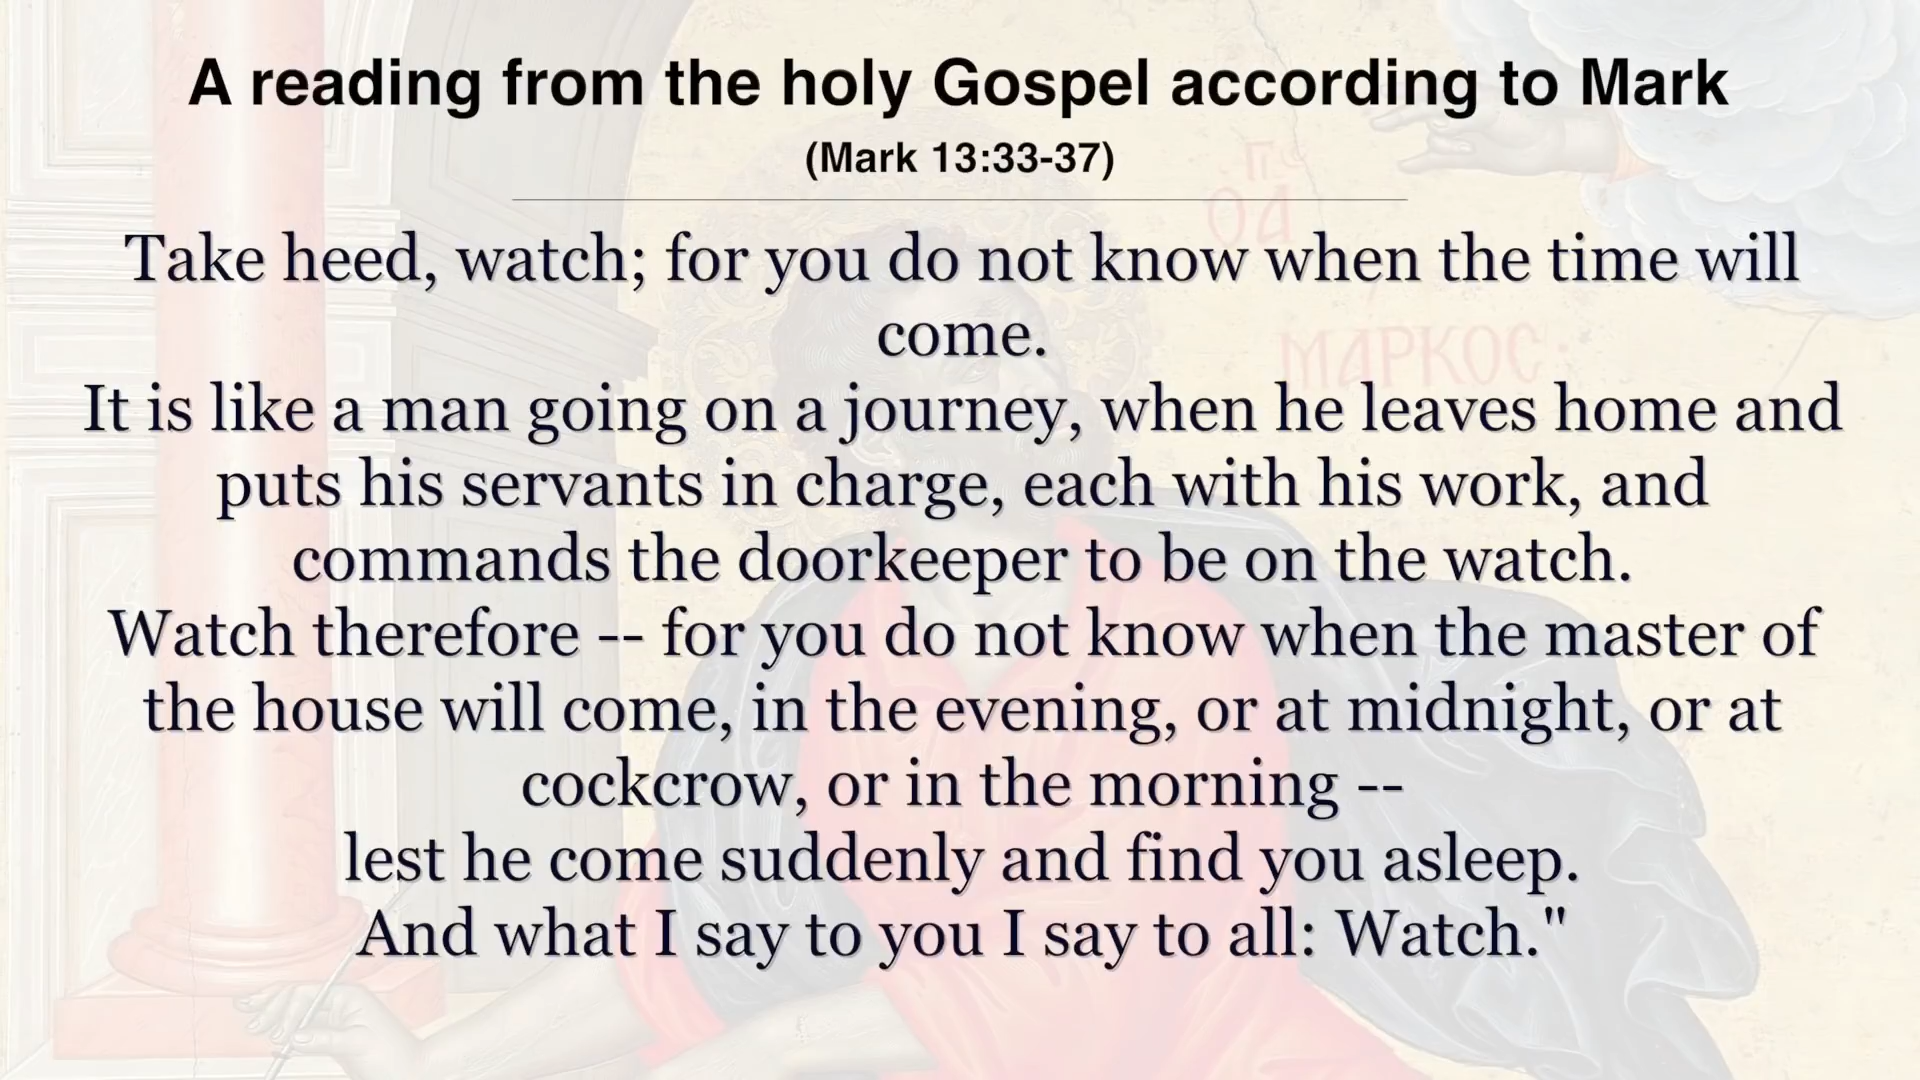 A reading from the holy Gospel according to Mark
(Mark 13:33-37)
Take heed, watch; for you do not know when the time will
come.
It is like a man going on a journey, when he leaves home and
puts his servants in charge, each with his work, and
commands the doorkeeper to be on the watch.
Watch therefore -- for you do not know when the master of
the house will come, in the evening, or at midnight, or at
cockcrow, or in the morning --
lest he come suddenly and find you asleep.
And what I say to you I say to all: Watch."
ΜΑΡΚΟΣ